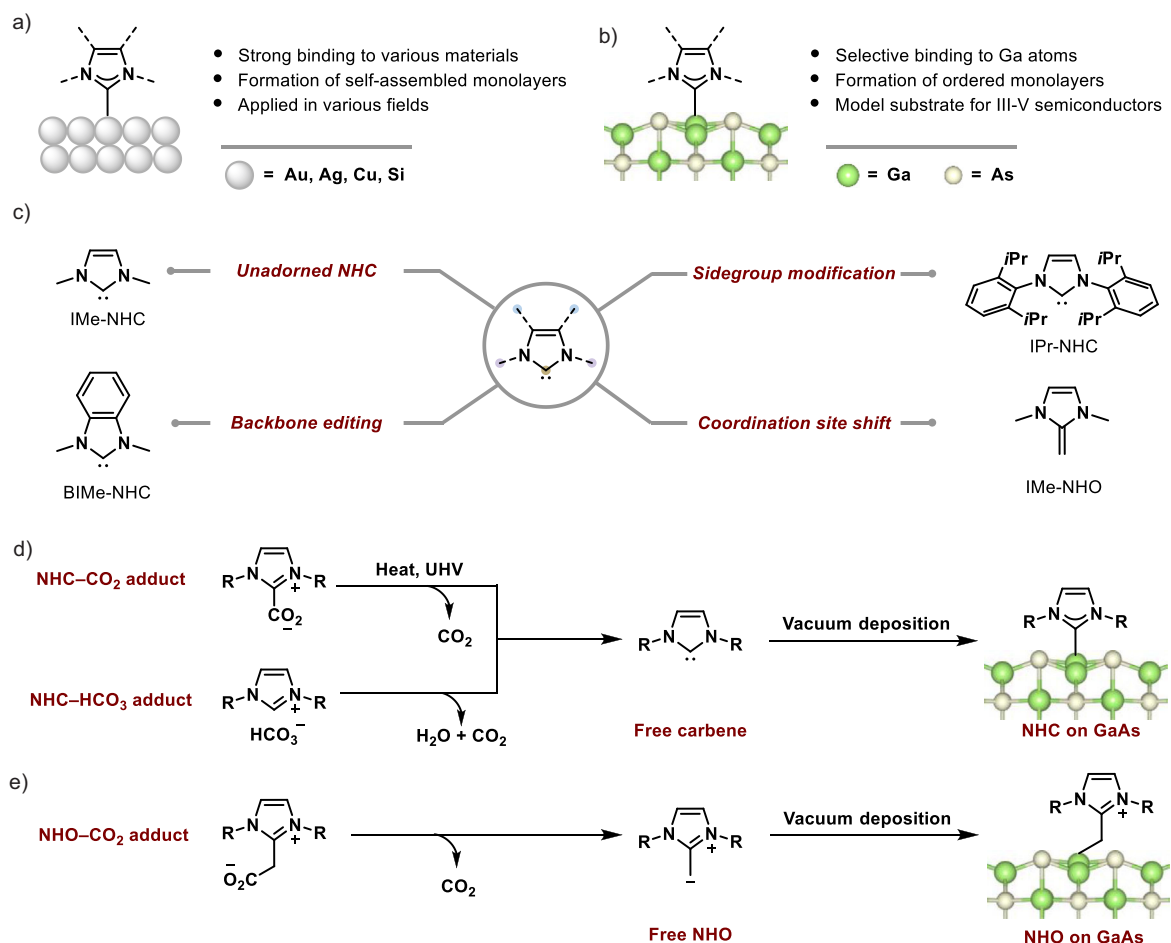 a)
N N
Strong binding to various materials
Formation of self-assembled monolayers
Applied in various fields
= Au, Ag, Cu, Si
b)
N N
Selective binding to Ga atoms
Formation of ordered monolayers
Model substrate for III-V semiconductors
= Ga = As
c)
N N
IMe-NHC
Unadorned NHC
Sidegroup modification
iPr iPr
N N
iPr iPr
IPr-NHC
N N
N N
BIMe-NHC
Backbone editing
Coordination site shift
N N
IMe-NHO
d)
NHC–CO2 adduct
R N N + R
CO2 −
Heat, UHV
CO2
NHC–HCO3 adduct
R N N + R
HCO3−
H2O + CO2
R N N R
Free carbene
Vacuum deposition
R N N R
NHC on GaAs
e)
NHO–CO2 adduct
R N N + R
−O2C
CO2
R N N + R
−
Free NHO
Vacuum deposition
R N N + R
NHO on GaAs